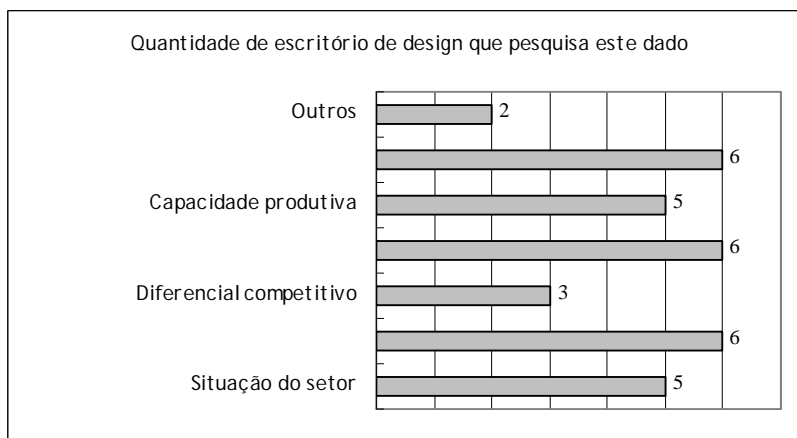 Quantidade de escritório de design que pesquisa este dado
Outros 2
6
Capacidade produtiva 5
6
Diferencial competitivo 3
6
Situação do setor 5